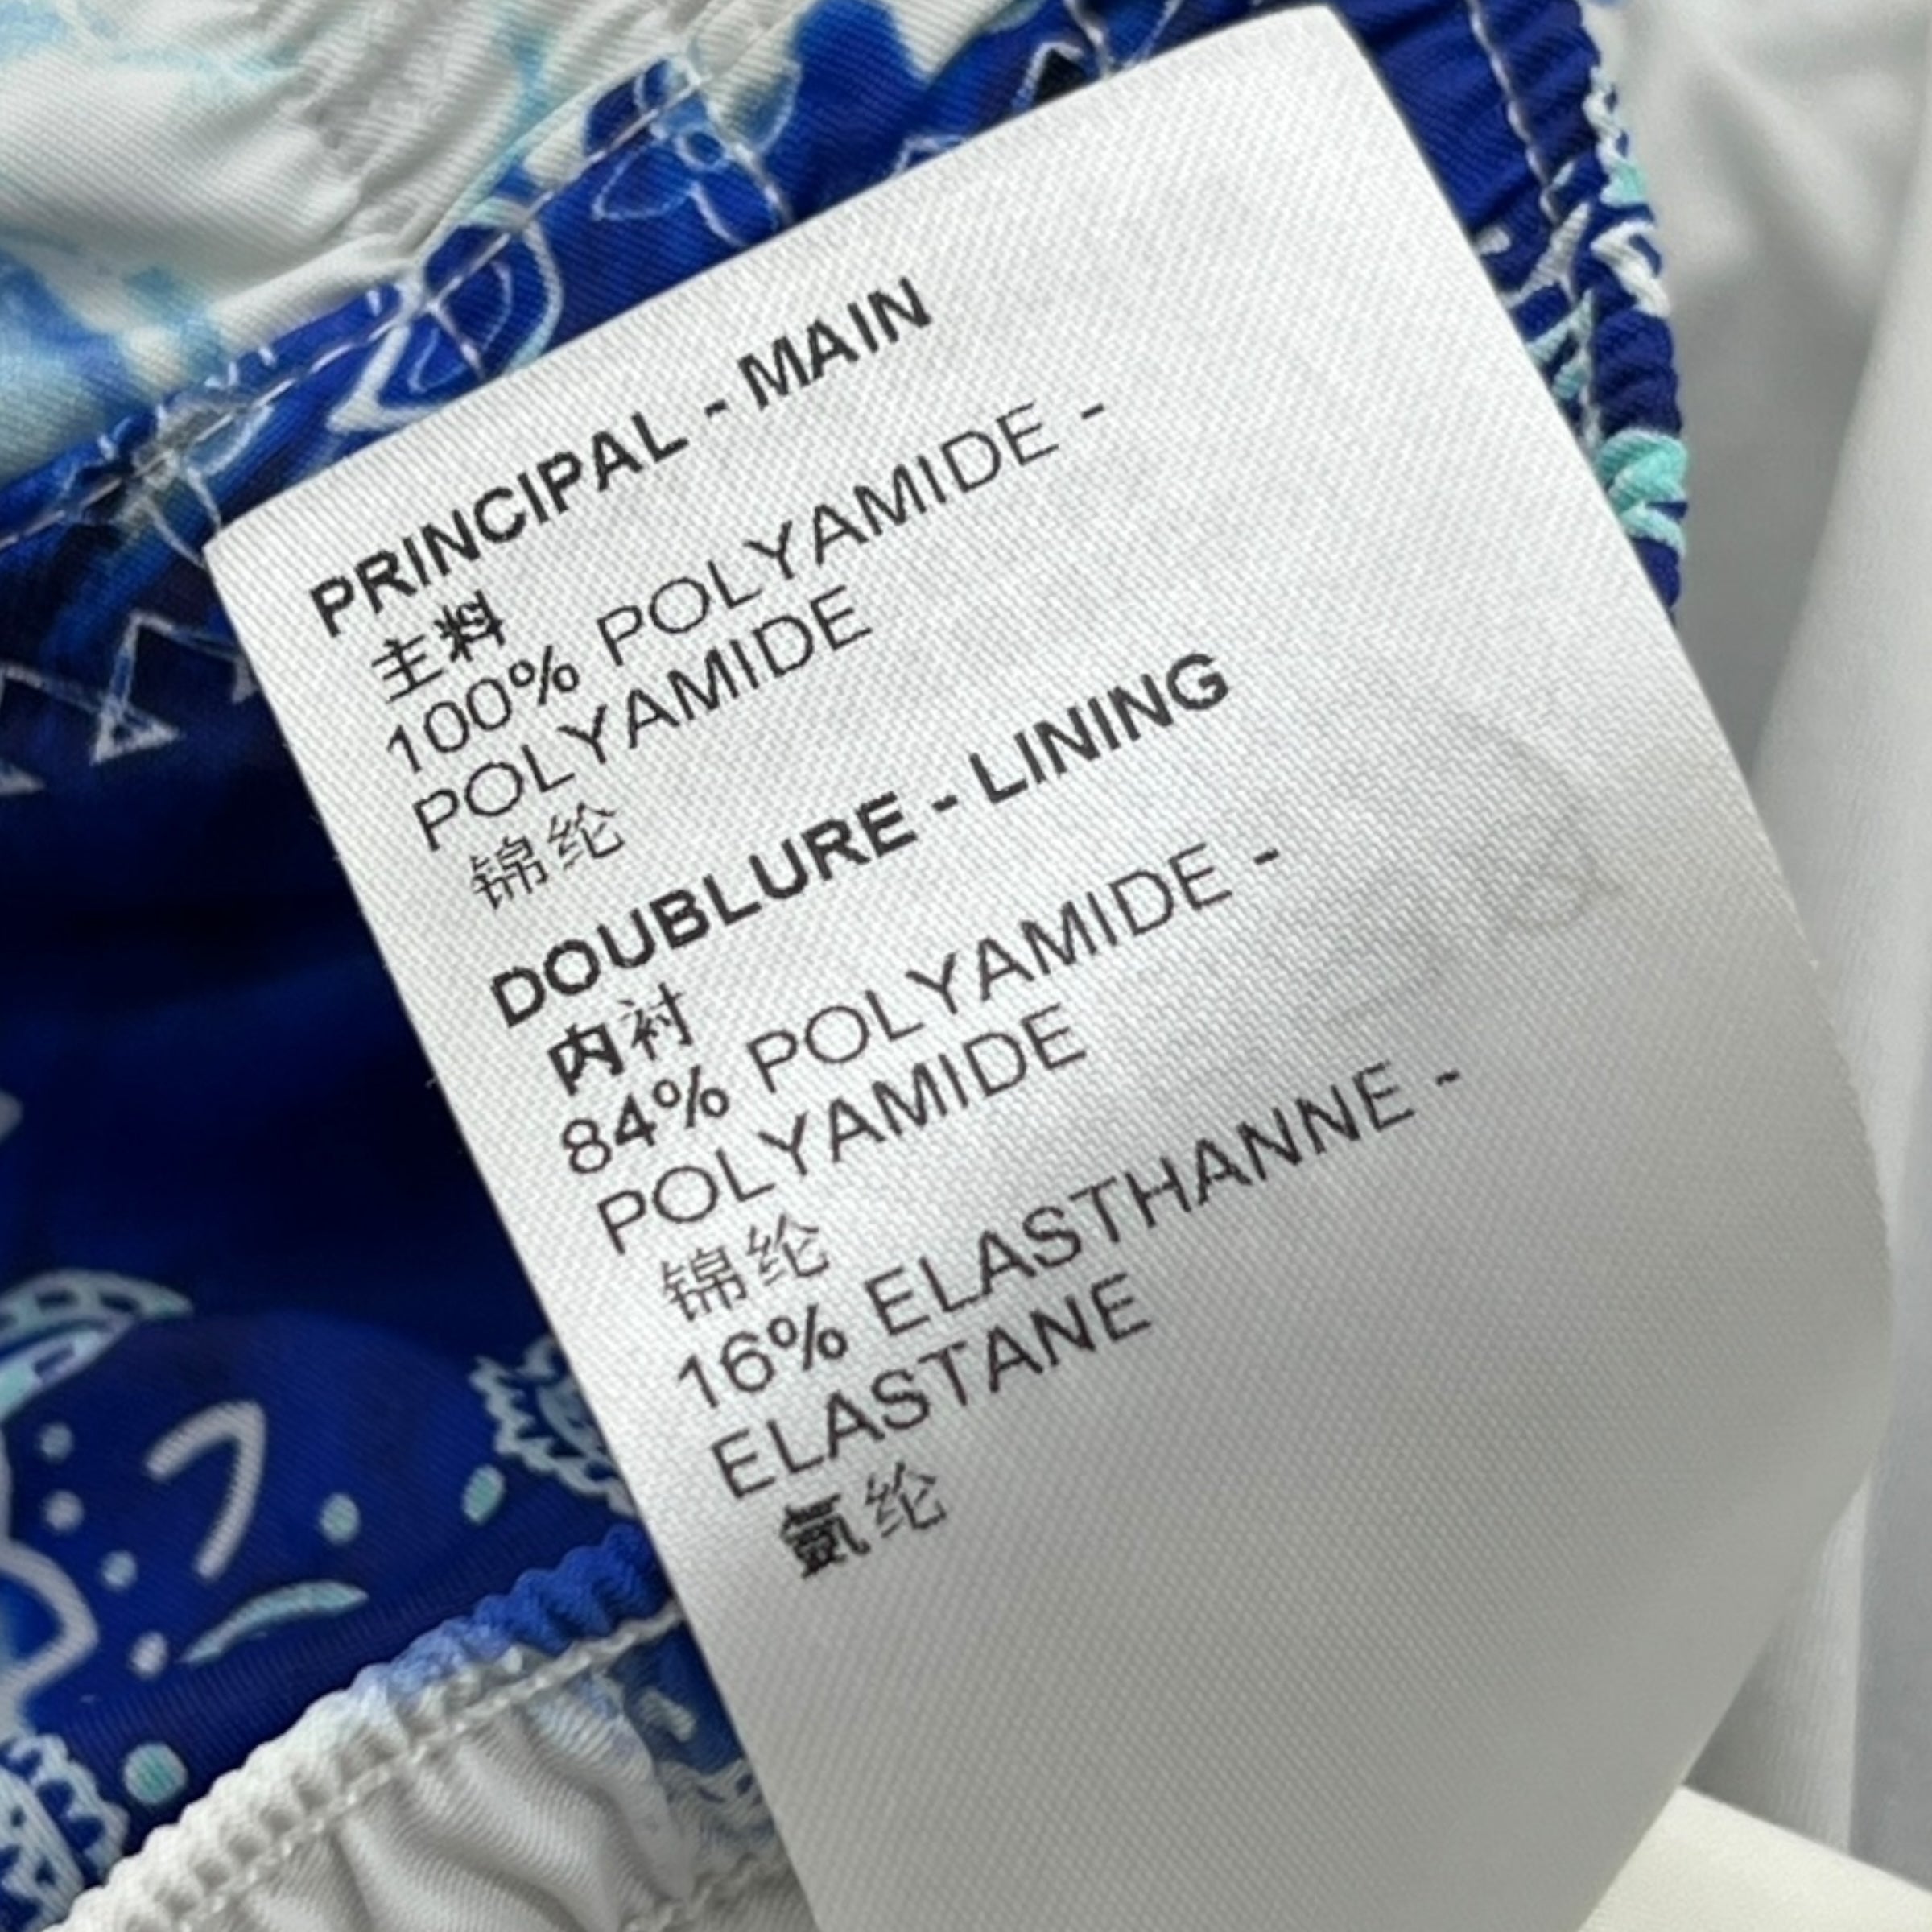 PRINCIPAL - MAIN
主料
100% POLYAMIDE -
POLYAMIDE
锦纶
DOUBLURE - LINING
内衬
84% POLYAMIDE -
POLYAMIDE
锦纶
16% ELASTHANNE -
ELASTANE
氨纶